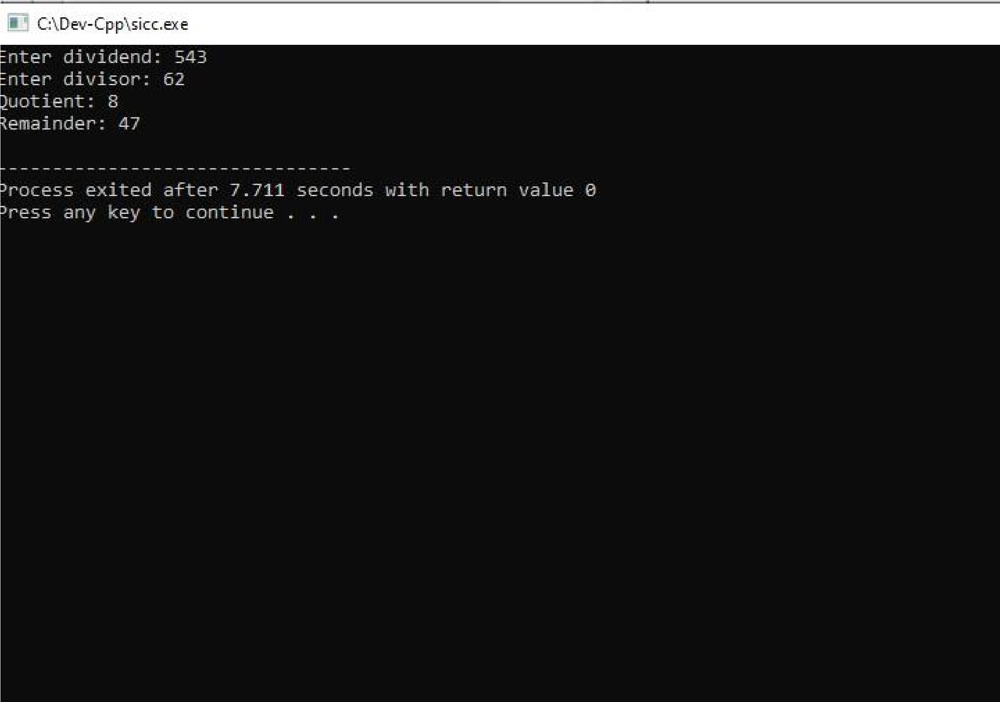 C:\Dev-Cpp\sicc.exe
Enter dividend: 543
Enter divisor: 62
Quotient: 8
Remainder: 47
--------------------------------
Process exited after 7.711 seconds with return value 0
Press any key to continue . . .